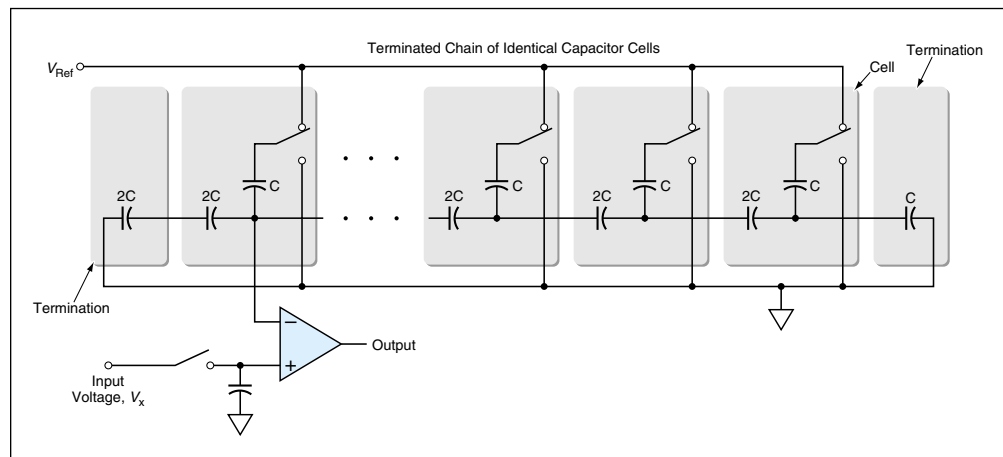 Terminated Chain of Identical Capacitor Cells
Termination
V_Ref
Cell
2C
2C
C
2C
C
2C
C
2C
C
C
Termination
−
+
Output
Input
Voltage, V_x